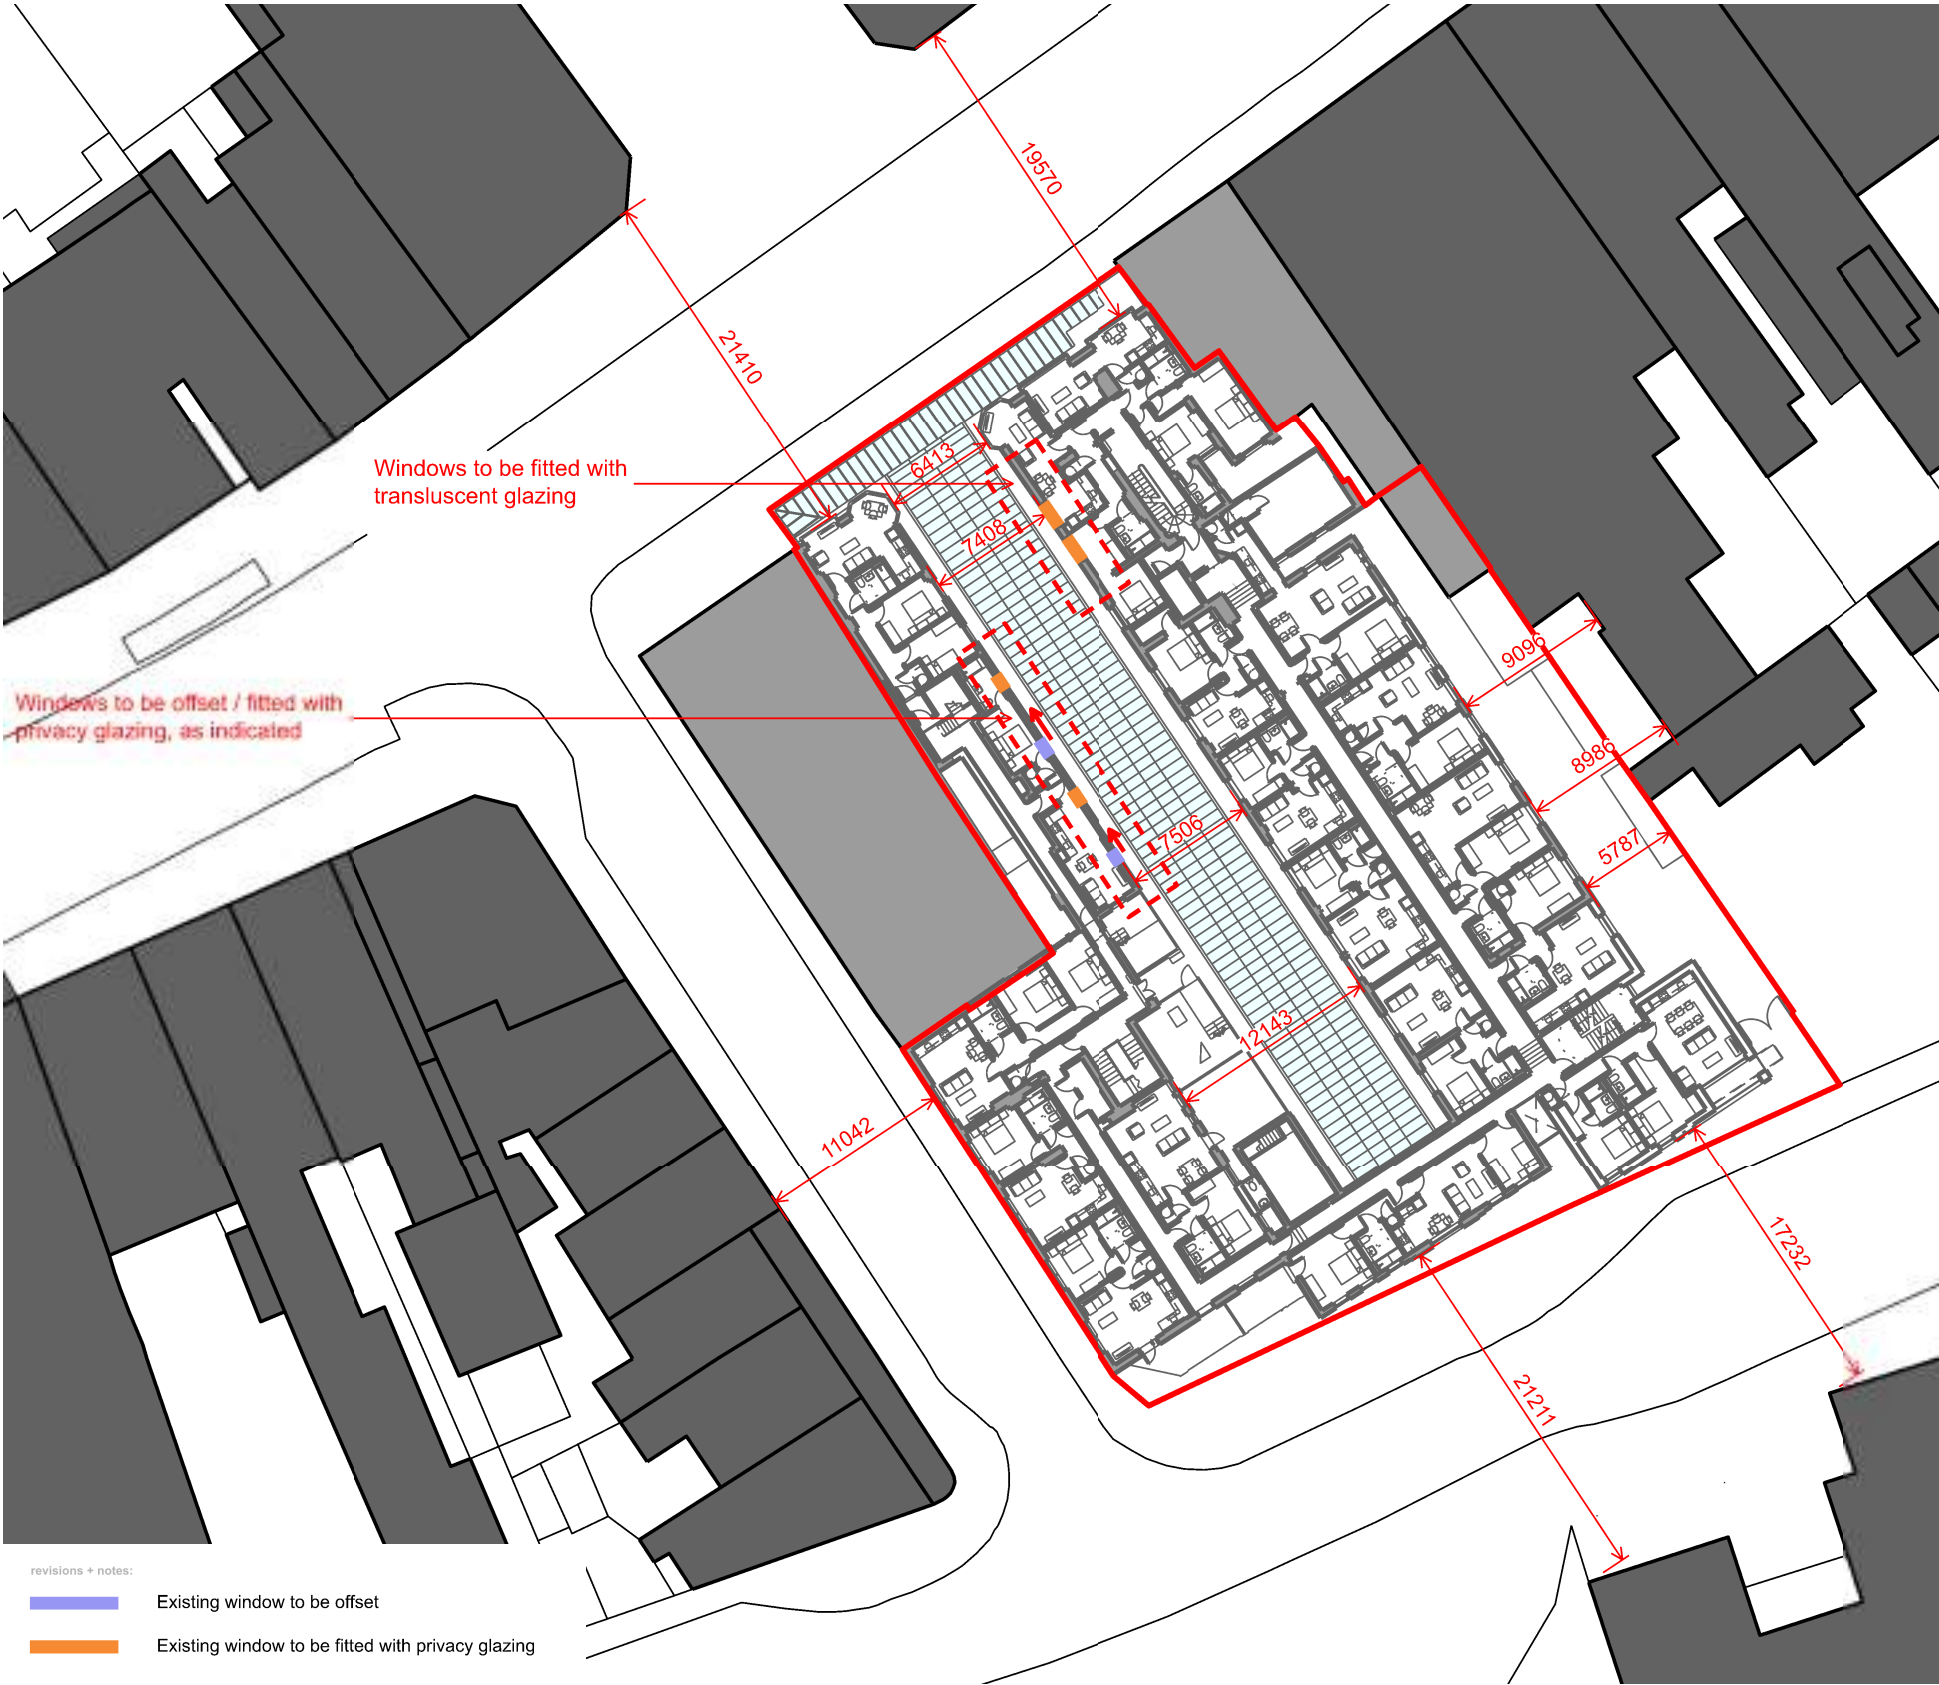 19570
21410
6413
Windows to be fitted with
transluscent glazing
7408
9096
Windows to be offset / fitted with
privacy glazing, as indicated
8986
7506
5787
12143
11042
17232
21211
revisions + notes:
Existing window to be offset
Existing window to be fitted with privacy glazing